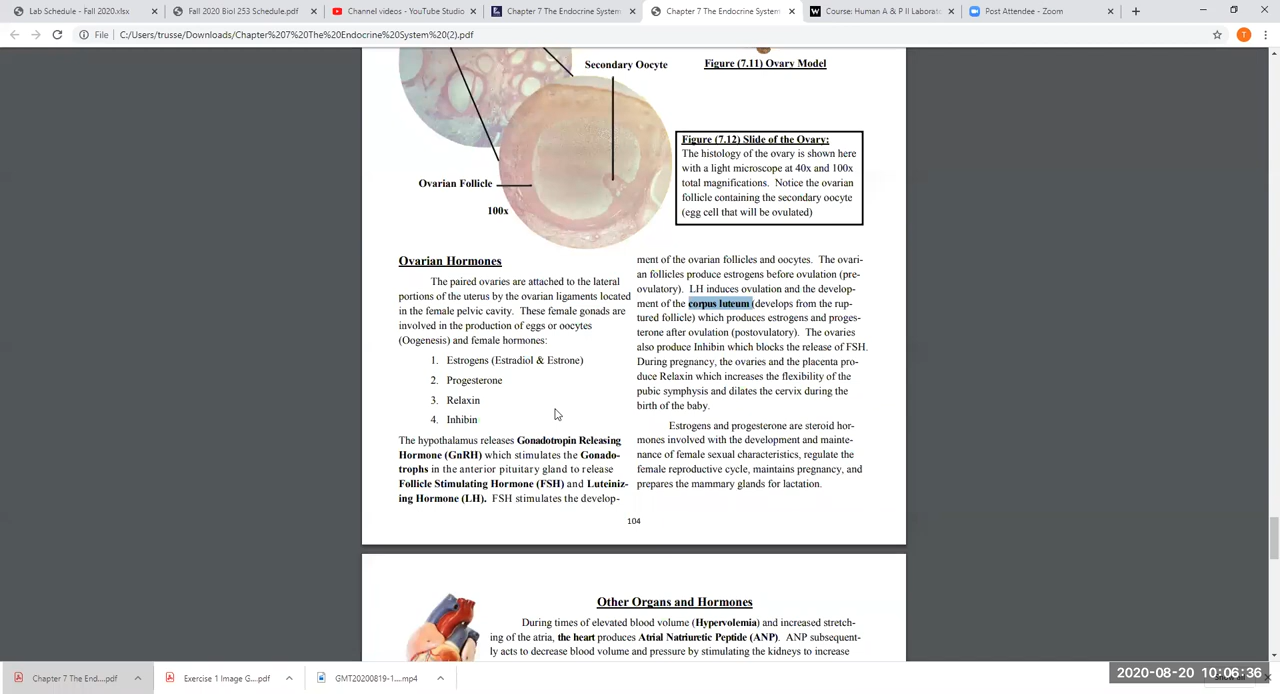 Lab Schedule - Fall 2020.xlsx
Fall 2020 Biol 253 Schedule.pdf
Channel videos - YouTube Studio
Chapter 7 The Endocrine System
Chapter 7 The Endocrine System
Course: Human A & P II Laborat
Post Attendee - Zoom
File
C:/Users/trusse/Downloads/Chapter%207%20The%20Endocrine%20System%20(2).pdf
T
Secondary Oocyte
Figure (7.11) Ovary Model
Ovarian Follicle
100x
Figure (7.12) Slide of the Ovary:
The histology of the ovary is shown here
with a light microscope at 40x and 100x
total magnifications. Notice the ovarian
follicle containing the secondary oocyte
(egg cell that will be ovulated)
Ovarian Hormones
The paired ovaries are attached to the lateral
portions of the uterus by the ovarian ligaments located
in the female pelvic cavity. These female gonads are
involved in the production of eggs or oocytes
(Oogenesis) and female hormones:
1. Estrogens (Estradiol & Estrone)
2. Progesterone
3. Relaxin
4. Inhibin
The hypothalamus releases Gonadotropin Releasing
Hormone (GnRH) which stimulates the Gonado-
trophs in the anterior pituitary gland to release
Follicle Stimulating Hormone (FSH) and Luteiniz-
ing Hormone (LH). FSH stimulates the develop-
ment of the ovarian follicles and oocytes. The ovari-
an follicles produce estrogens before ovulation (pre-
ovulatory). LH induces ovulation and the develop-
ment of the corpus luteum (develops from the rup-
tured follicle) which produces estrogens and proges-
terone after ovulation (postovulatory). The ovaries
also produce Inhibin which blocks the release of FSH.
During pregnancy, the ovaries and the placenta pro-
duce Relaxin which increases the flexibility of the
pubic symphysis and dilates the cervix during the
birth of the baby.
Estrogens and progesterone are steroid hor-
mones involved with the development and mainte-
nance of female sexual characteristics, regulate the
female reproductive cycle, maintains pregnancy, and
prepares the mammary glands for lactation.
104
Other Organs and Hormones
During times of elevated blood volume (Hypervolemia) and increased stretch-
ing of the atria, the heart produces Atrial Natriuretic Peptide (ANP). ANP subsequent-
ly acts to decrease blood volume and pressure by stimulating the kidneys to increase
Chapter 7 The End....pdf
Exercise 1 Image G...pdf
GMT20200819-1....mp4
2020-08-20 10:06:36